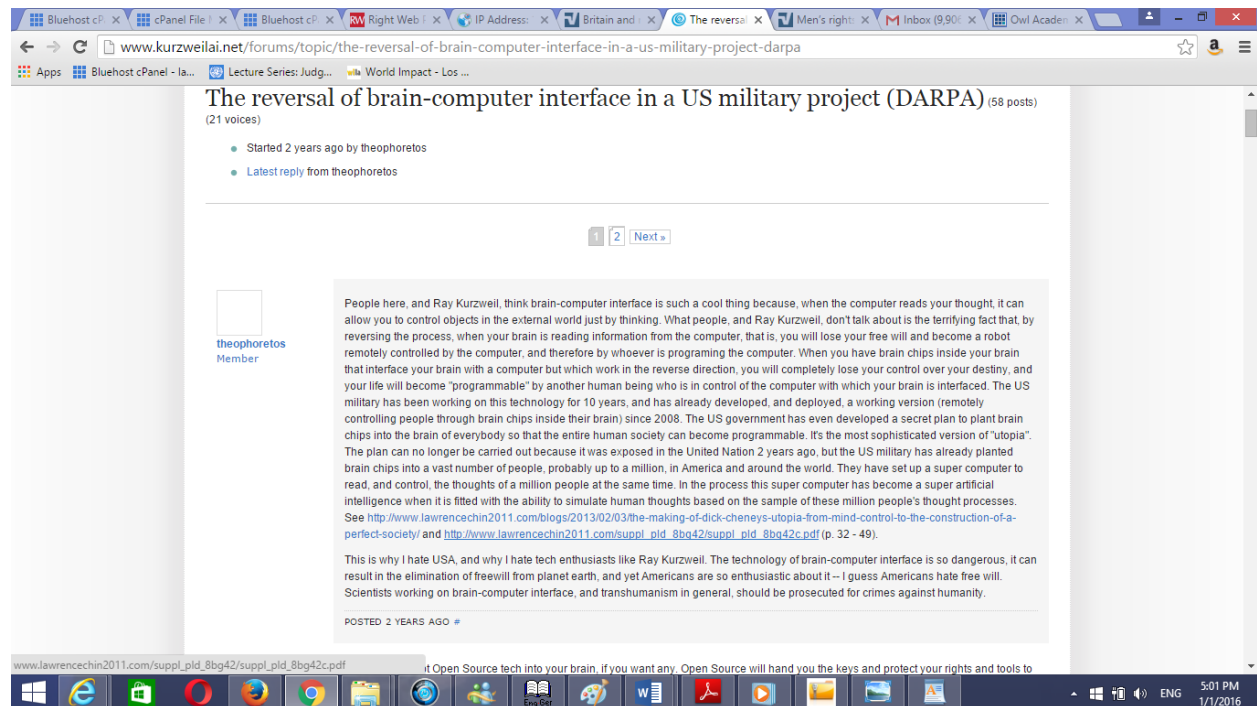 Bluehost cP
cPanel File
Bluehost cP
Right Web F
IP Address:
Britain and
The reversal
Men's rights
Inbox (9,906
Owl Academ
www.kurzweilai.net/forums/topic/the-reversal-of-brain-computer-interface-in-a-us-military-project-darpa
Apps Bluehost cPanel - la... Lecture Series: Judg... World Impact - Los ...
The reversal of brain-computer interface in a US military project (DARPA) (58 posts)
(21 voices)
Started 2 years ago by theophoretos
Latest reply from theophoretos
1 2 Next »
theophoretos
Member
People here, and Ray Kurzweil, think brain-computer interface is such a cool thing because, when the computer reads your thought, it can
allow you to control objects in the external world just by thinking. What people, and Ray Kurzweil, don't talk about is the terrifying fact that, by
reversing the process, when your brain is reading information from the computer, that is, you will lose your free will and become a robot
remotely controlled by the computer, and therefore by whoever is programing the computer. When you have brain chips inside your brain
that interface your brain with a computer but which work in the reverse direction, you will completely lose your control over your destiny, and
your life will become "programmable" by another human being who is in control of the computer with which your brain is interfaced. The US
military has been working on this technology for 10 years, and has already developed, and deployed, a working version (remotely
controlling people through brain chips inside their brain) since 2008. The US government has even developed a secret plan to plant brain
chips into the brain of everybody so that the entire human society can become programmable. It's the most sophisticated version of "utopia".
The plan can no longer be carried out because it was exposed in the United Nation 2 years ago, but the US military has already planted
brain chips into a vast number of people, probably up to a million, in America and around the world. They have set up a super computer to
read, and control, the thoughts of a million people at the same time. In the process this super computer has become a super artificial
intelligence when it is fitted with the ability to simulate human thoughts based on the sample of these million people's thought processes.
See http://www.lawrencechin2011.com/blogs/2013/02/03/the-making-of-dick-cheneys-utopia-from-mind-control-to-the-construction-of-a-
perfect-society/ and http://www.lawrencechin2011.com/suppl_pld_8bg42/suppl_pld_8bg42c.pdf (p. 32 - 49).
This is why I hate USA, and why I hate tech enthusiasts like Ray Kurzweil. The technology of brain-computer interface is so dangerous, it can
result in the elimination of freewill from planet earth, and yet Americans are so enthusiastic about it -- I guess Americans hate free will.
Scientists working on brain-computer interface, and transhumanism in general, should be prosecuted for crimes against humanity.
POSTED 2 YEARS AGO #
www.lawrencechin2011.com/suppl_pld_8bg42/suppl_pld_8bg42c.pdf
t Open Source tech into your brain, if you want any. Open Source will hand you the keys and protect your rights and tools to
Eng Ger
ENG
5:01 PM
1/1/2016